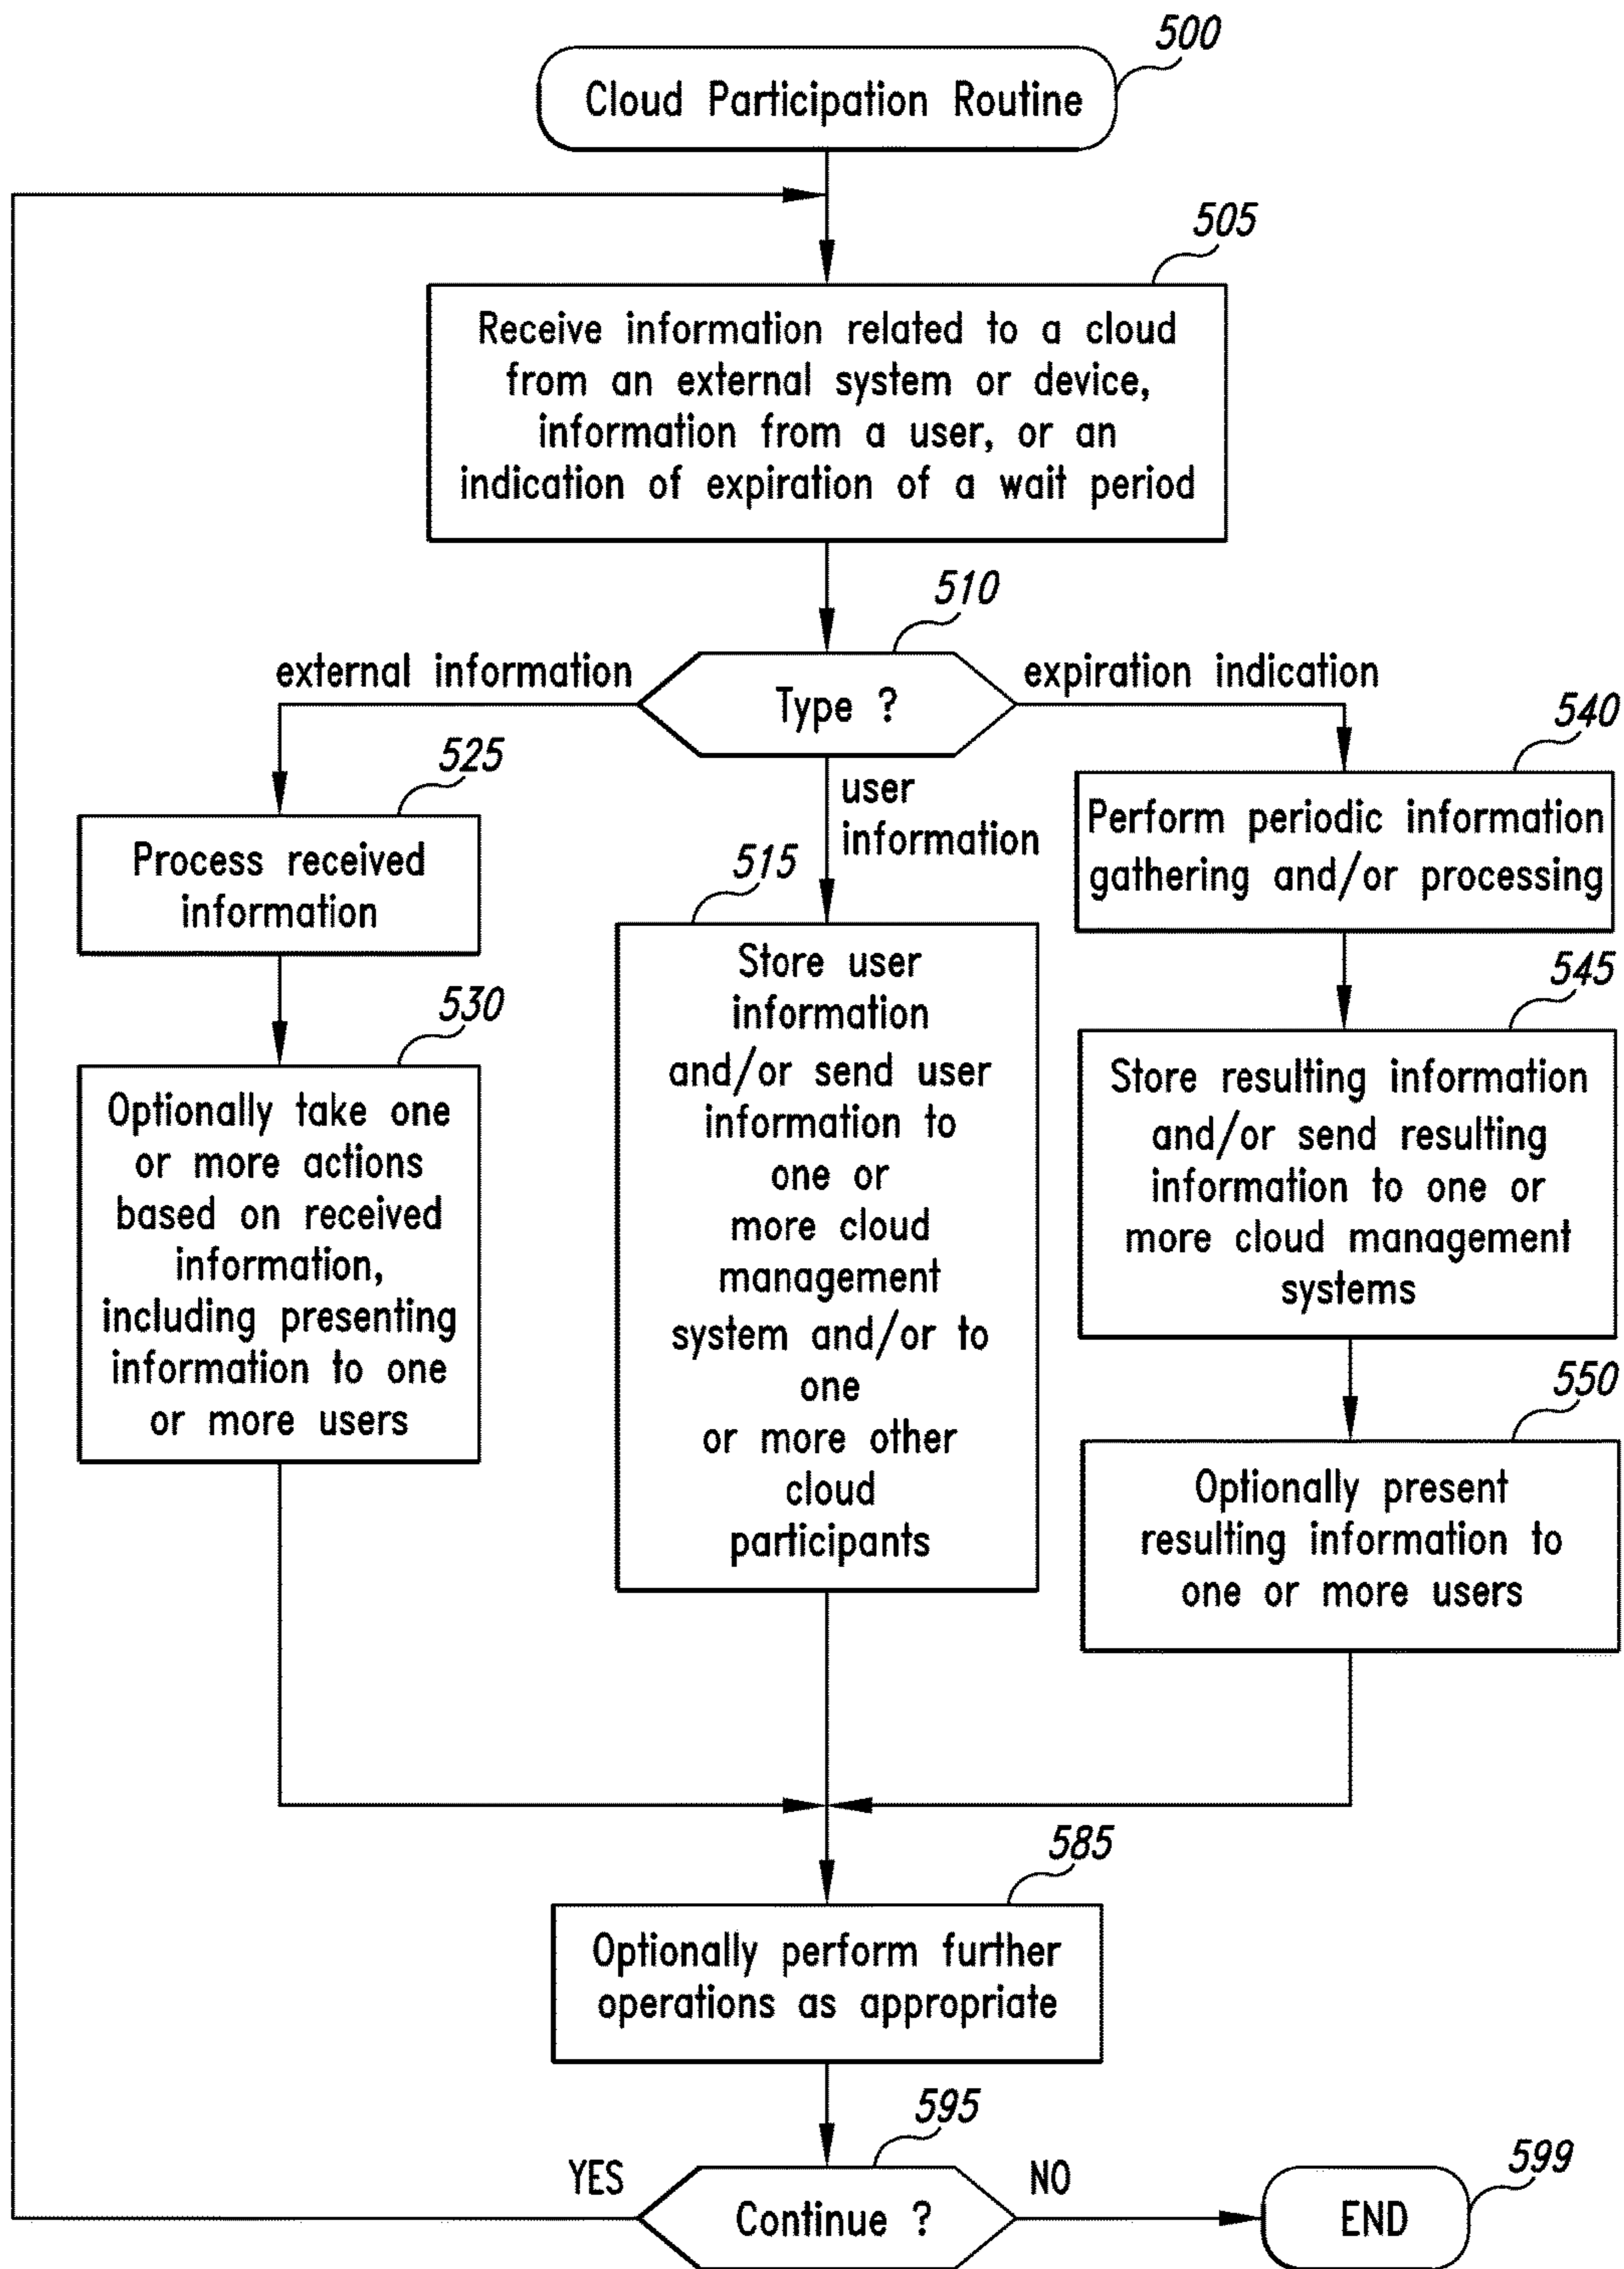 500
Cloud Participation Routine
505
Receive information related to a cloud
from an external system or device,
information from a user, or an
indication of expiration of a wait period
510
external information
Type ?
expiration indication
525
Process received
information
530
Optionally take one
or more actions
based on received
information,
including presenting
information to one
or more users
user
information
515
Store user
information
and/or send user
information to
one or
more cloud
management
system and/or to
one
or more other
cloud
participants
540
Perform periodic information
gathering and/or processing
545
Store resulting information
and/or send resulting
information to one or
more cloud management
systems
550
Optionally present
resulting information to
one or more users
585
Optionally perform further
operations as appropriate
595
YES
Continue ?
NO
599
END